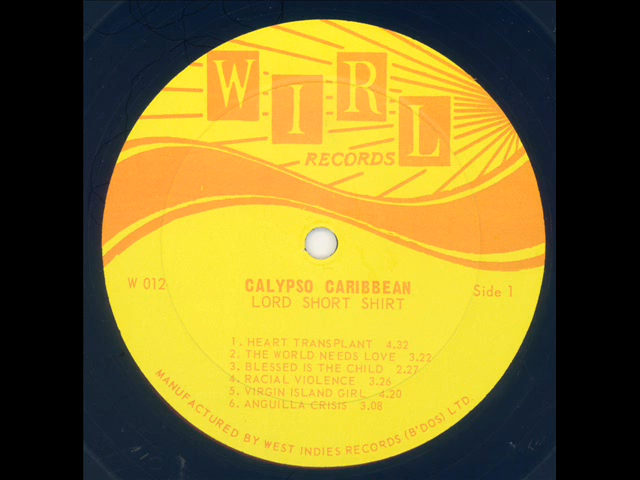 WIRL
RECORDS
W 012
Side 1
CALYPSO CARIBBEAN
LORD SHORT SHIRT
1. HEART TRANSPLANT 4.32
2. THE WORLD NEEDS LOVE 3.22
3. BLESSED IS THE CHILD 2.27
4. RACIAL VIOLENCE 3.26
5. VIRGIN ISLAND GIRL 4.20
6. ANGUILLA CRISIS 3.08
MANUFACTURED BY WEST INDIES RECORDS (B'DOS) LTD.